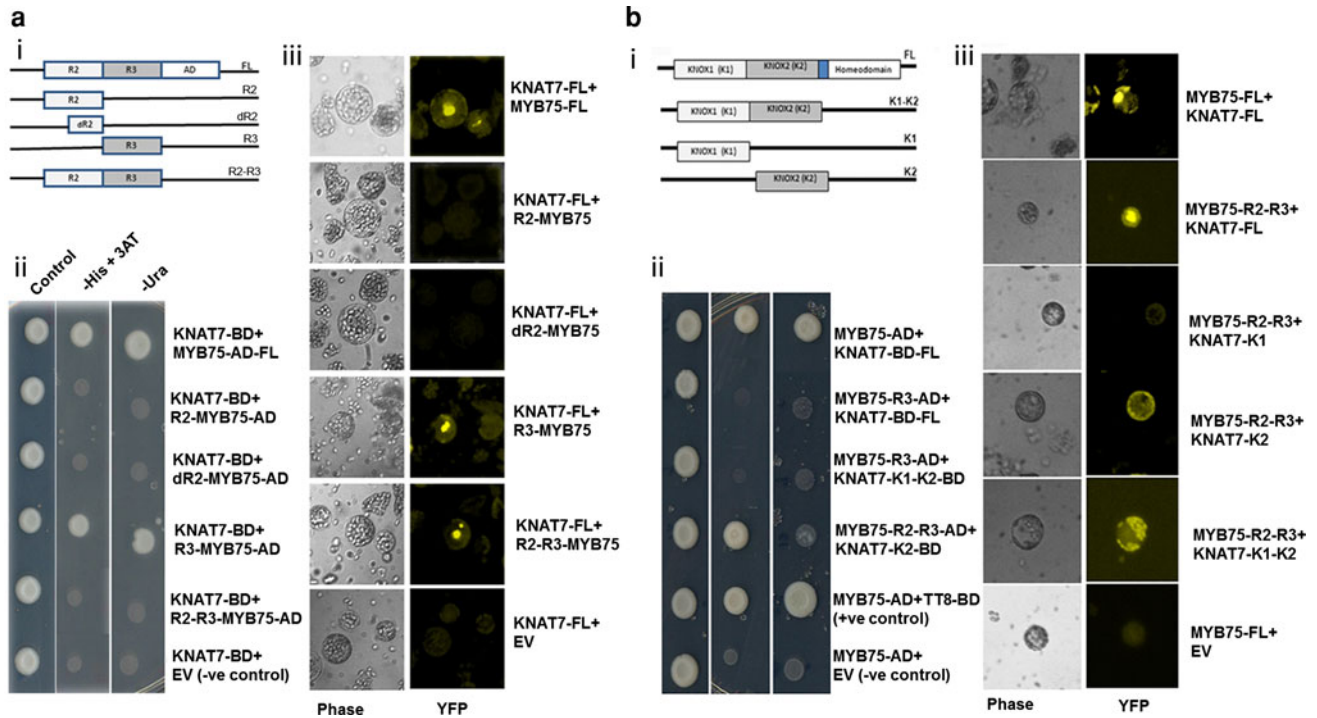 a
i
R2 R3 AD FL
R2 R2
dR2 dR2
R3 R3
R2 R3 R2-R3
ii
Control -His + 3AT -Ura
KNAT7-BD+
MYB75-AD-FL
KNAT7-BD+
R2-MYB75-AD
KNAT7-BD+
dR2-MYB75-AD
KNAT7-BD+
R3-MYB75-AD
KNAT7-BD+
R2-R3-MYB75-AD
KNAT7-BD+
EV (-ve control)
iii
KNAT7-FL+
MYB75-FL
KNAT7-FL+
R2-MYB75
KNAT7-FL+
dR2-MYB75
KNAT7-FL+
R3-MYB75
KNAT7-FL+
R2-R3-MYB75
KNAT7-FL+
EV
Phase YFP
b
i
KNOX1 (K1) KNOX2 (K2) Homeodomain FL
KNOX1 (K1) KNOX2 (K2) K1-K2
KNOX1 (K1) K1
KNOX2 (K2) K2
ii
MYB75-AD+
KNAT7-BD-FL
MYB75-R3-AD+
KNAT7-BD-FL
MYB75-R3-AD+
KNAT7-K1-K2-BD
MYB75-R2-R3-AD+
KNAT7-K2-BD
MYB75-AD+TT8-BD
(+ve control)
MYB75-AD+
EV (-ve control)
iii
MYB75-FL+
KNAT7-FL
MYB75-R2-R3+
KNAT7-FL
MYB75-R2-R3+
KNAT7-K1
MYB75-R2-R3+
KNAT7-K2
MYB75-R2-R3+
KNAT7-K1-K2
MYB75-FL+
EV
Phase YFP